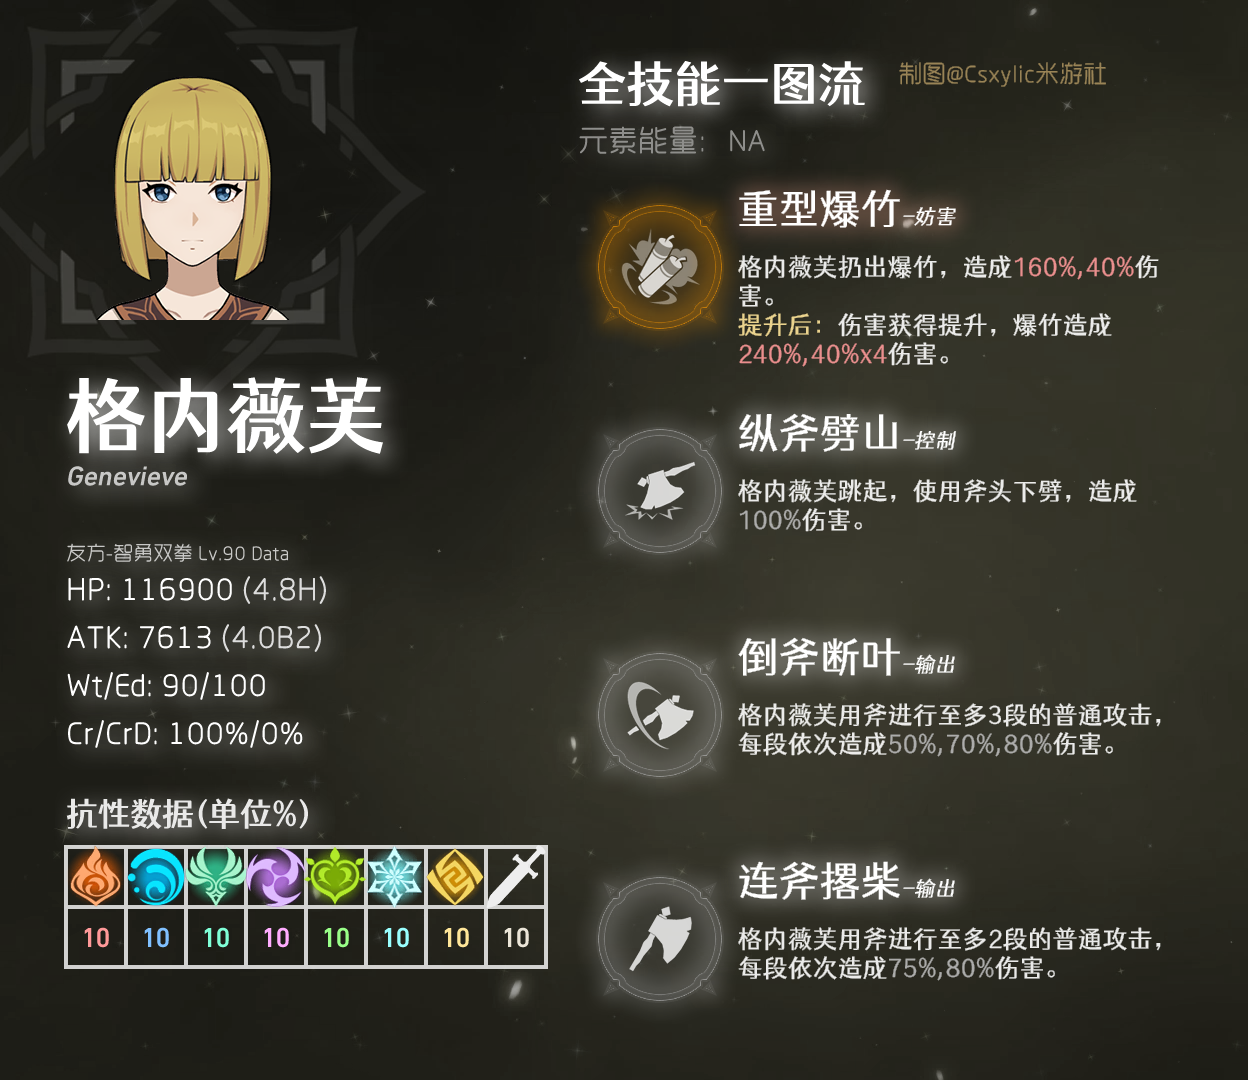 全技能一图流
制图@Csxylic米游社
元素能量: NA
重型爆竹-妨害
格内薇芙扔出爆竹，造成160%,40%伤
害。
提升后：伤害获得提升，爆竹造成
240%,40%x4伤害。
格内薇芙
Genevieve
纵斧劈山-控制
格内薇芙跳起，使用斧头下劈，造成
100%伤害。
友方-智勇双拳 Lv.90 Data
HP: 116900 (4.8H)
ATK: 7613 (4.0B2)
Wt/Ed: 90/100
Cr/CrD: 100%/0%
倒斧断叶-输出
格内薇芙用斧进行至多3段的普通攻击，
每段依次造成50%,70%,80%伤害。
抗性数据(单位%)
10 10 10 10 10 10 10 10
连斧撂柴-输出
格内薇芙用斧进行至多2段的普通攻击，
每段依次造成75%,80%伤害。